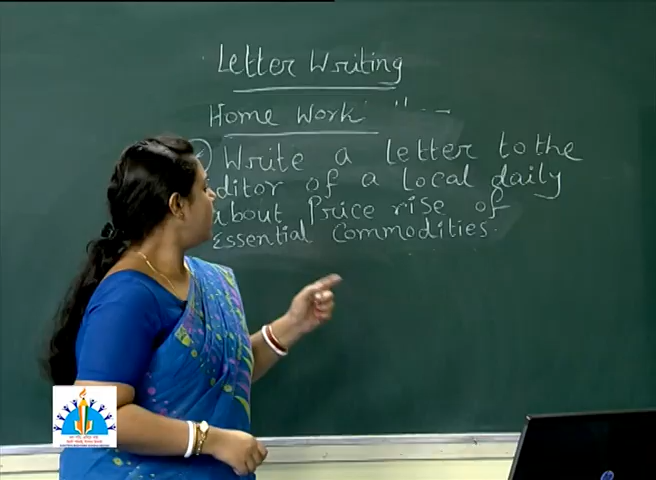 Letter Writing
Home Work
Write a letter to the
Editor of a local daily
about Price rise of
Essential Commodities.